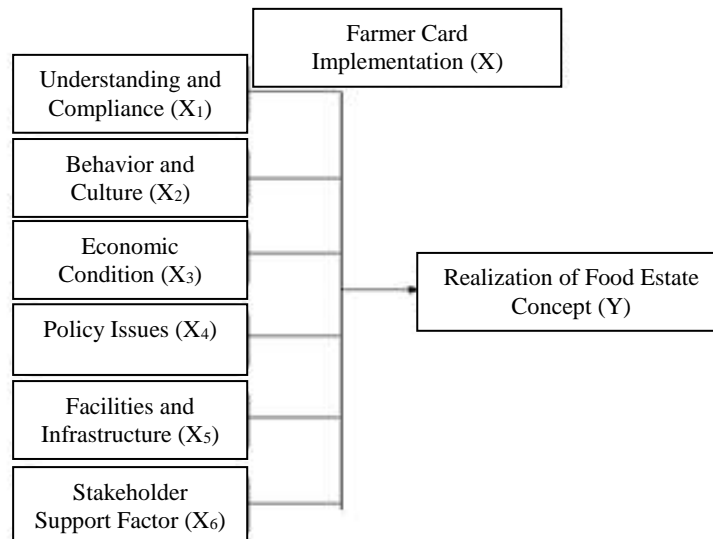 Farmer Card
Implementation (X)
Understanding and
Compliance (X₁)
Behavior and
Culture (X₂)
Economic
Condition (X₃)
Policy Issues (X₄)
Facilities and
Infrastructure (X₅)
Stakeholder
Support Factor (X₆)
Realization of Food Estate
Concept (Y)